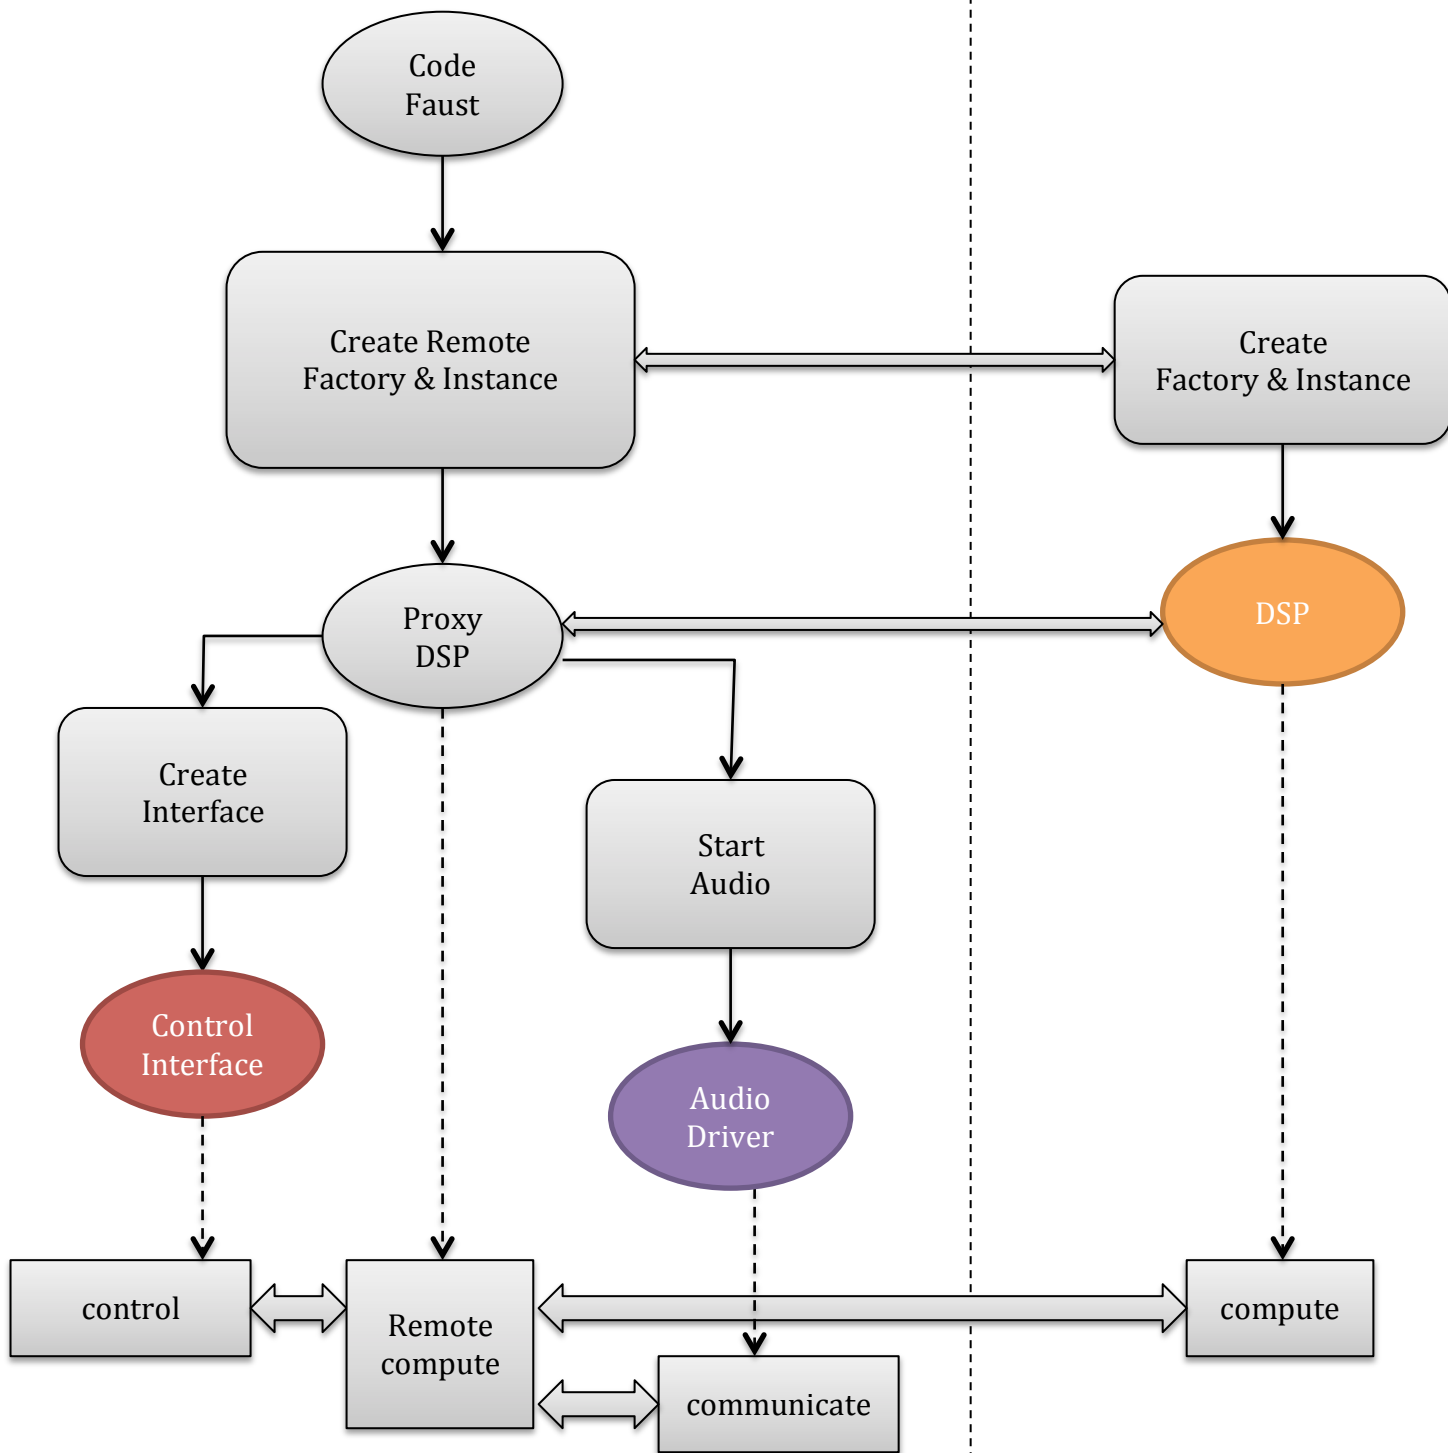 Code
Faust
Create Remote
Factory & Instance
Create
Factory & Instance
Proxy
DSP
DSP
Create
Interface
Start
Audio
Control
Interface
Audio
Driver
control
Remote
compute
communicate
compute